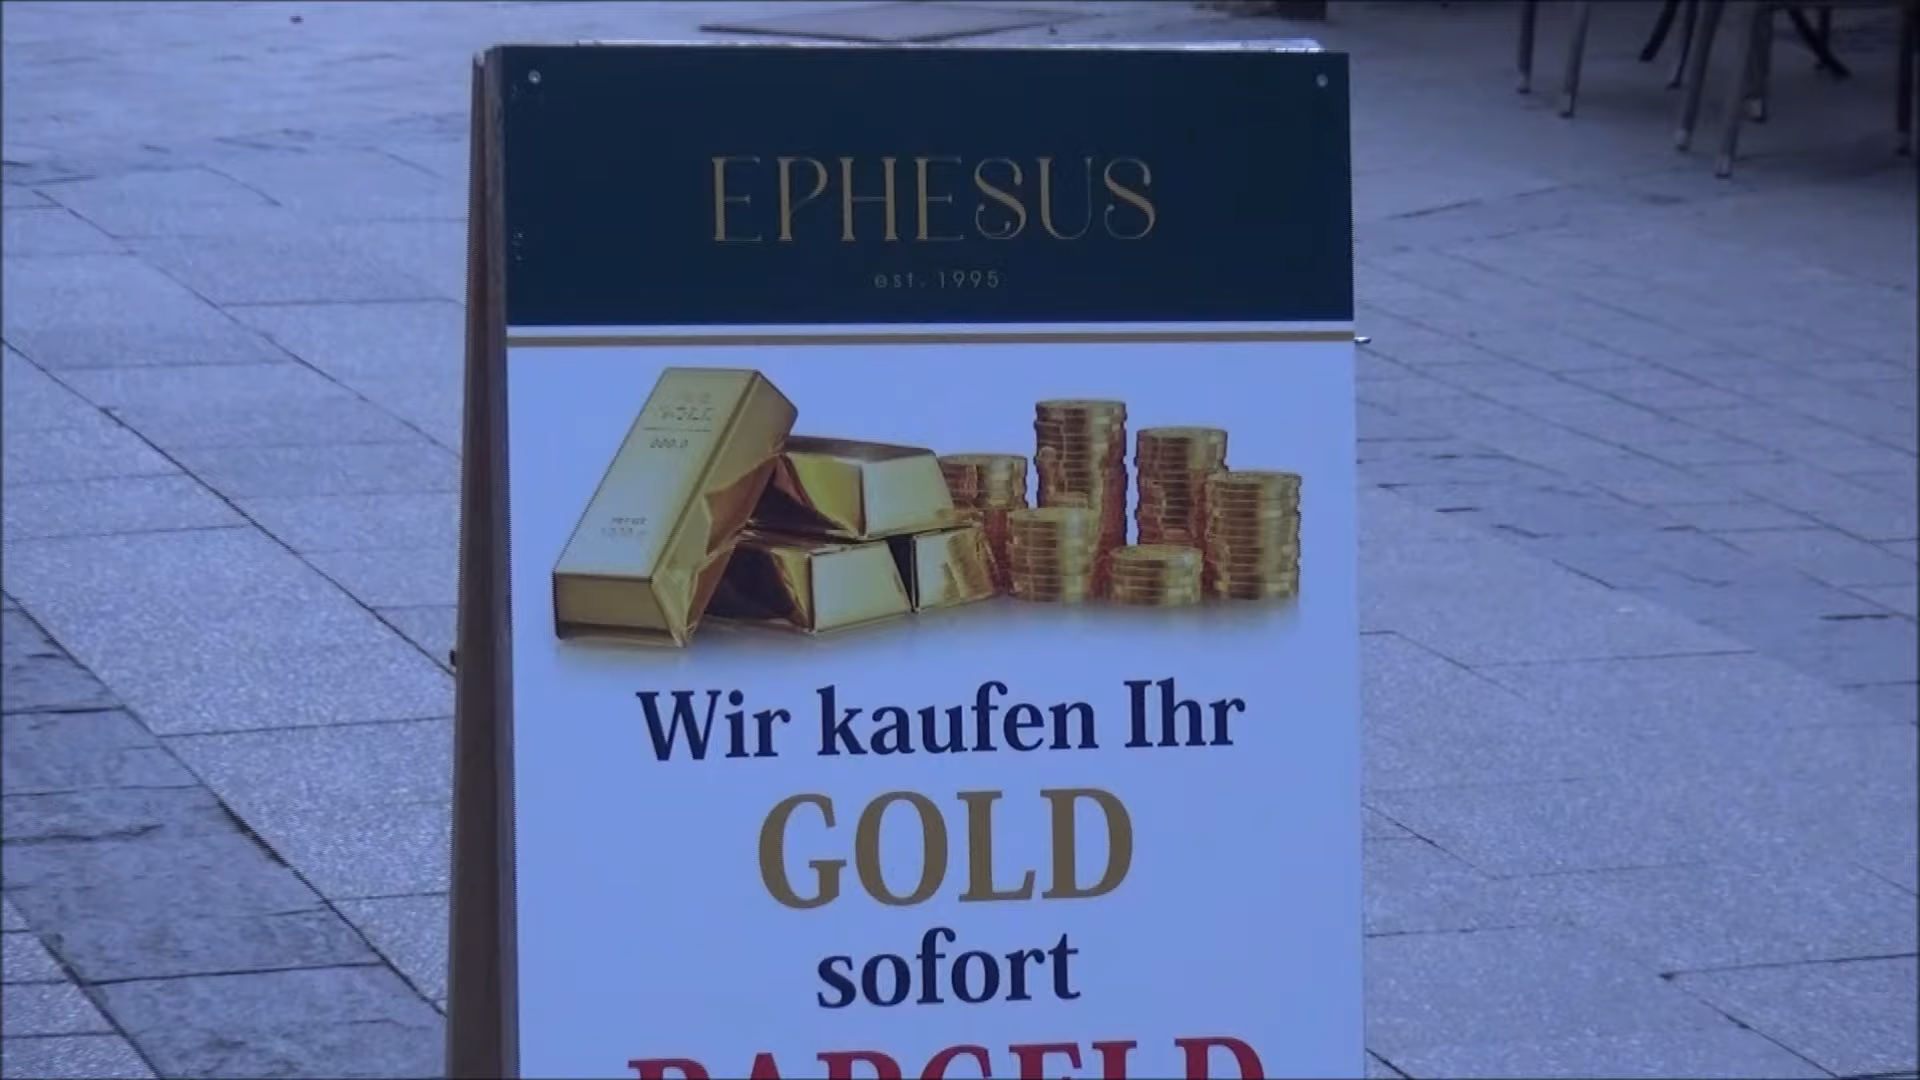 EPHESUS
est. 1995
Wir kaufen Ihr
GOLD
sofort
BARGELD